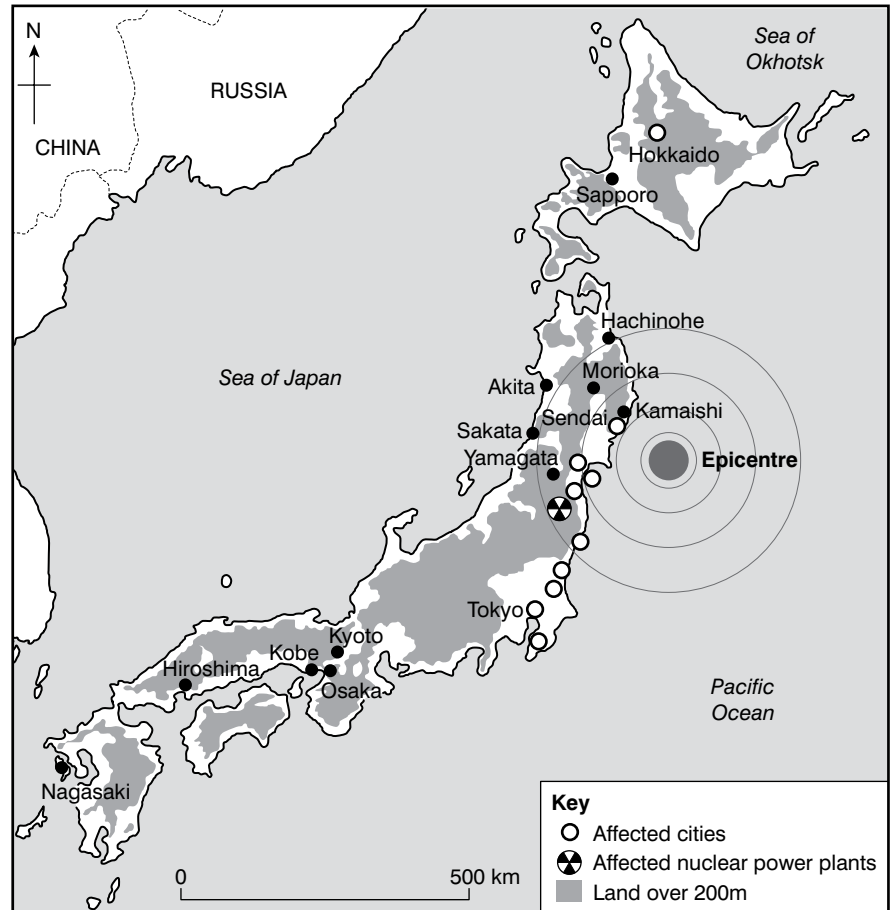 N
Sea of
Okhotsk
RUSSIA
CHINA
Hokkaido
Sapporo
Hachinohe
Sea of Japan
Morioka
Akita
Kamaishi
Sendai
Sakata
Yamagata
Epicentre
Tokyo
Kyoto
Kobe
Hiroshima
Osaka
Pacific
Ocean
Nagasaki
Key
Affected cities
Affected nuclear power plants
Land over 200m
0 500 km